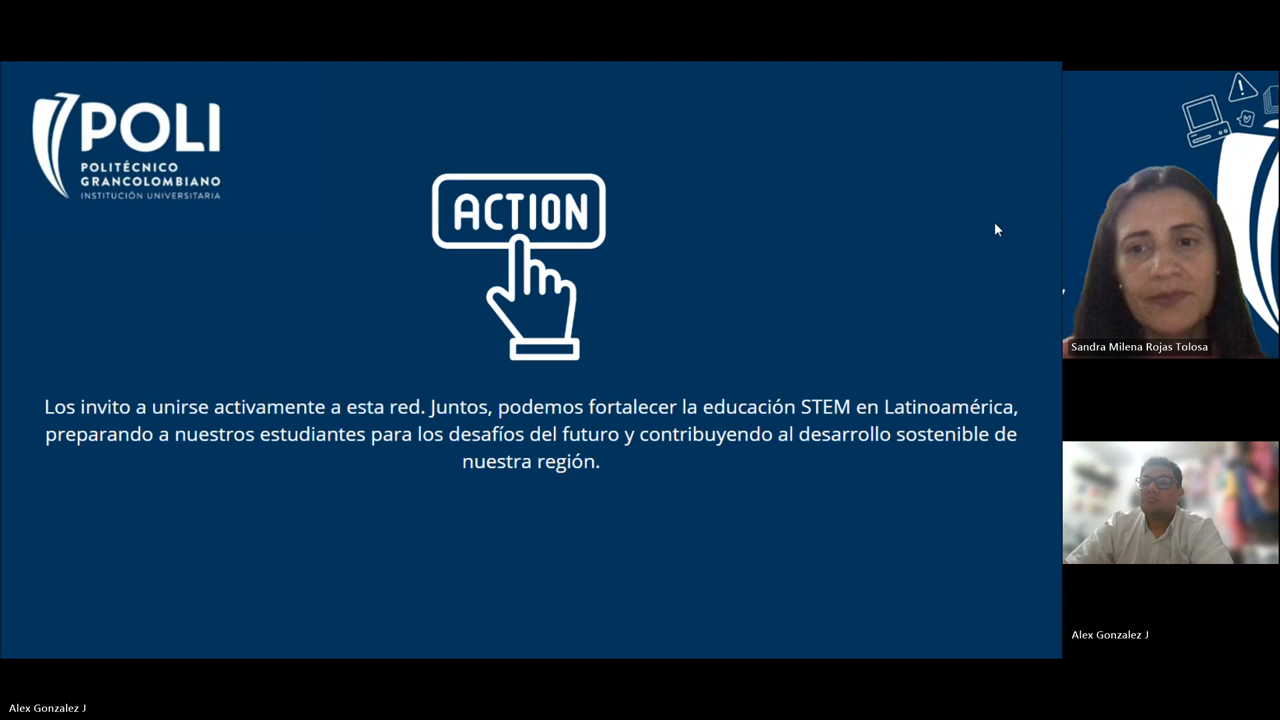 POLI
POLITÉCNICO
GRANCOLOMBIANO
INSTITUCIÓN UNIVERSITARIA
ACTION
Los invito a unirse activamente a esta red. Juntos, podemos fortalecer la educación STEM en Latinoamérica,
preparando a nuestros estudiantes para los desafíos del futuro y contribuyendo al desarrollo sostenible de
nuestra región.
Sandra Milena Rojas Tolosa
Alex Gonzalez J
Alex Gonzalez J